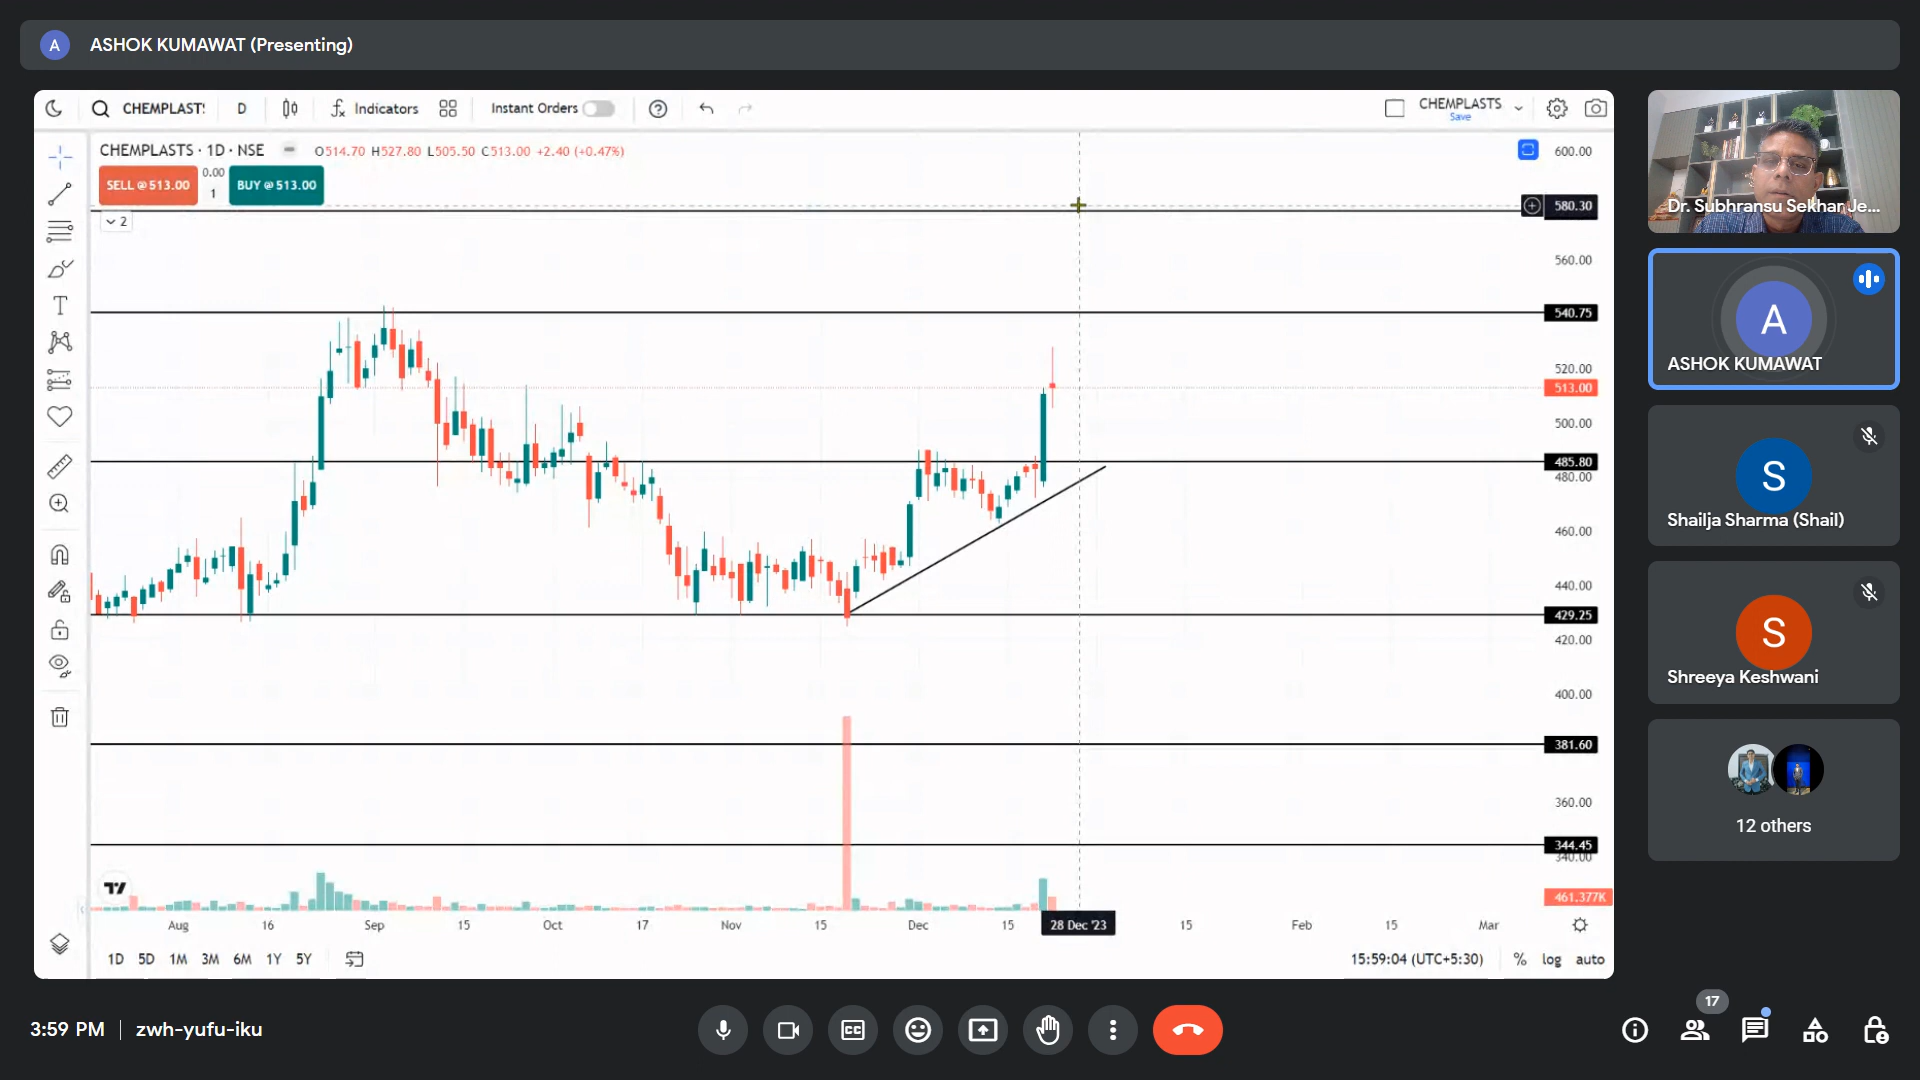 A ASHOK KUMAWAT (Presenting)
CHEMPLAST: D Indicators Instant Orders CHEMPLASTS
Save
CHEMPLASTS · 1D · NSE O514.70 H527.80 L505.50 C513.00 +2.40 (+0.47%)
SELL @ 513.00 0.00 1 BUY @ 513.00
2
600.00
580.30
560.00
540.75
520.00
513.00
500.00
485.80
480.00
460.00
440.00
429.25
420.00
400.00
381.60
360.00
344.45
340.00
461.377K
Aug 16 Sep 15 Oct 17 Nov 15 Dec 15 28 Dec '23 15 Feb 15 Mar
1D 5D 1M 3M 6M 1Y 5Y 15:59:04 (UTC+5:30) % log auto
Dr. Subhransu Sekhar Je...
A
ASHOK KUMAWAT
S
Shailja Sharma (Shail)
S
Shreeya Keshwani
12 others
3:59 PM | zwh-yufu-iku
CC
17